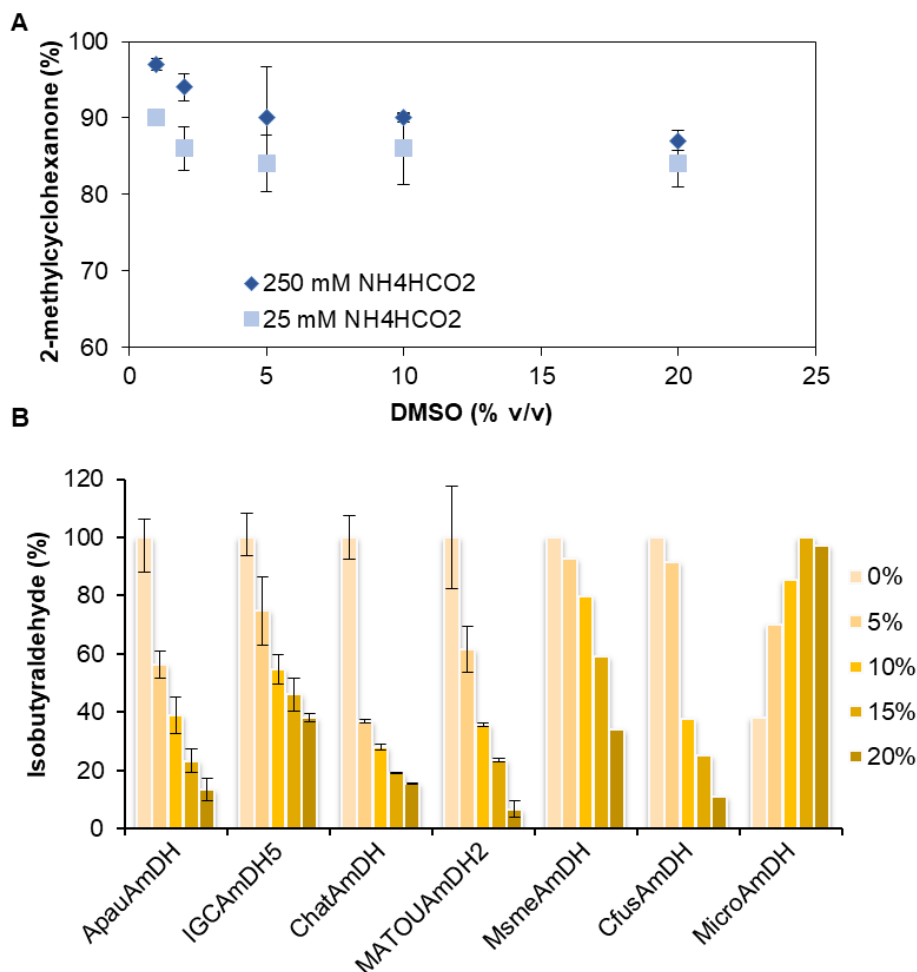 A
2-methylcyclohexanone (%)
100
90
80
70
60
250 mM NH4HCO2
25 mM NH4HCO2
0
5
10
15
20
25
DMSO (% v/v)
B
Isobutyraldehyde (%)
120
100
80
60
40
20
0
0%
5%
10%
15%
20%
ApauAmDH
IGCAmDH5
ChatAmDH
MATOUAmDH2
MsmeAmDH
CfusAmDH
MicroAmDH